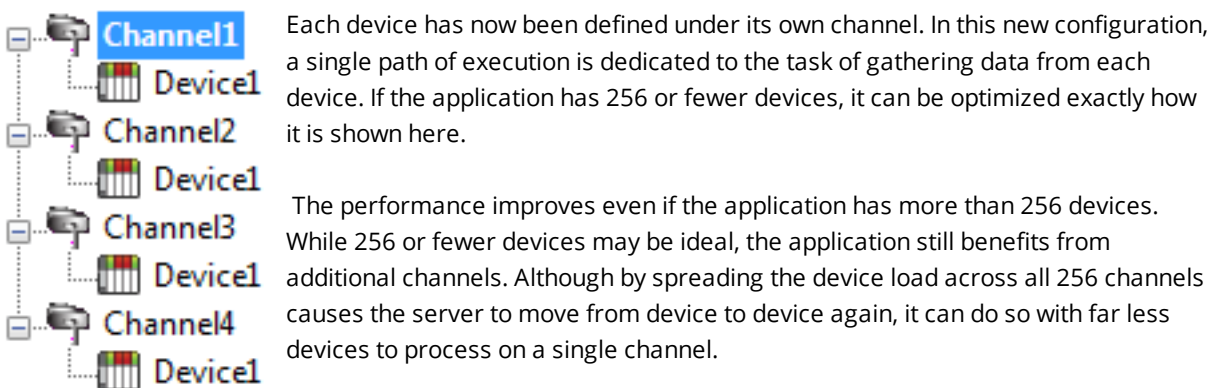 Channel1
Device1
Channel2
Device1
Channel3
Device1
Channel4
Device1
Each device has now been defined under its own channel. In this new configuration,
a single path of execution is dedicated to the task of gathering data from each
device. If the application has 256 or fewer devices, it can be optimized exactly how
it is shown here.
The performance improves even if the application has more than 256 devices.
While 256 or fewer devices may be ideal, the application still benefits from
additional channels. Although by spreading the device load across all 256 channels
causes the server to move from device to device again, it can do so with far less
devices to process on a single channel.